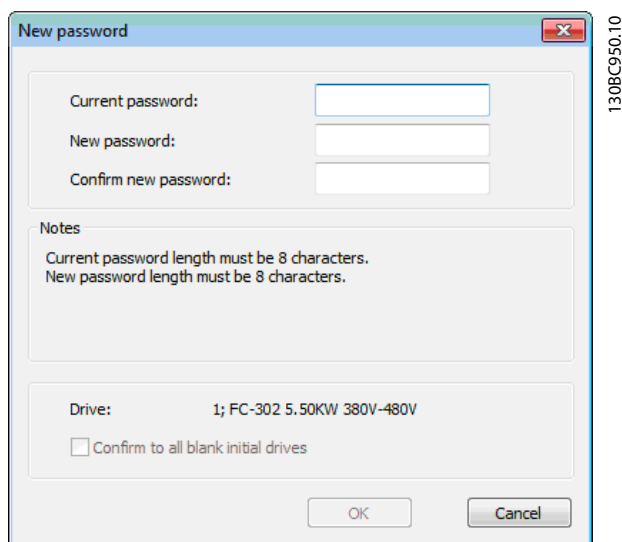 New password
130BC950.10
Current password:
New password:
Confirm new password:
Notes
Current password length must be 8 characters.
New password length must be 8 characters.
Drive: 1; FC-302 5.50KW 380V-480V
Confirm to all blank initial drives
OK Cancel